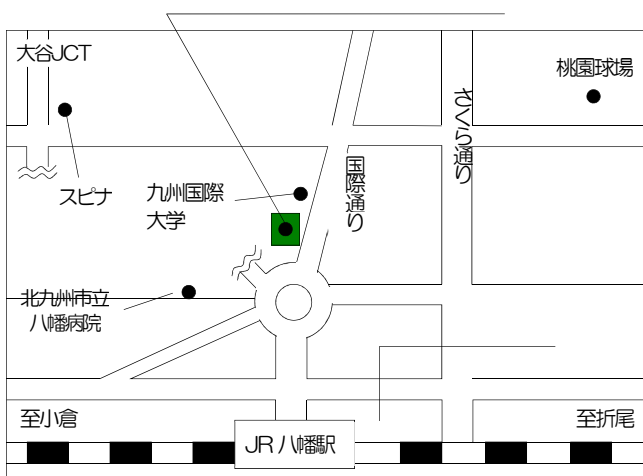 大谷JCT
桃園球場
さくら通り
スピナ
九州国際
大学
国際通り
北九州市立
八幡病院
至小倉
至折尾
JR 八幡駅